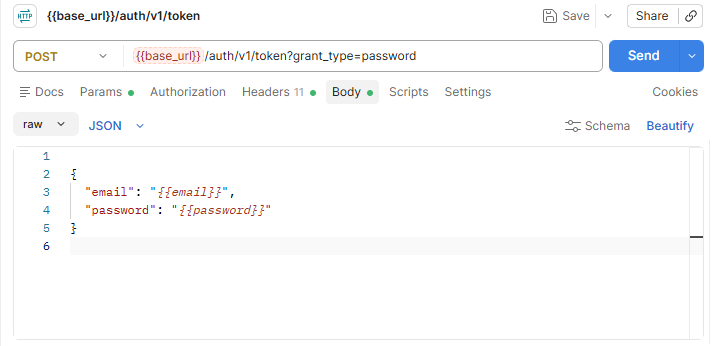 HTTP {{base_url}}/auth/v1/token Save Share
POST {{base_url}}/auth/v1/token?grant_type=password Send
Docs Params Authorization Headers 11 Body Scripts Settings Cookies
raw JSON Schema Beautify
1
2 {
3 "email": "{{email}}",
4 "password": "{{password}}"
5 }
6